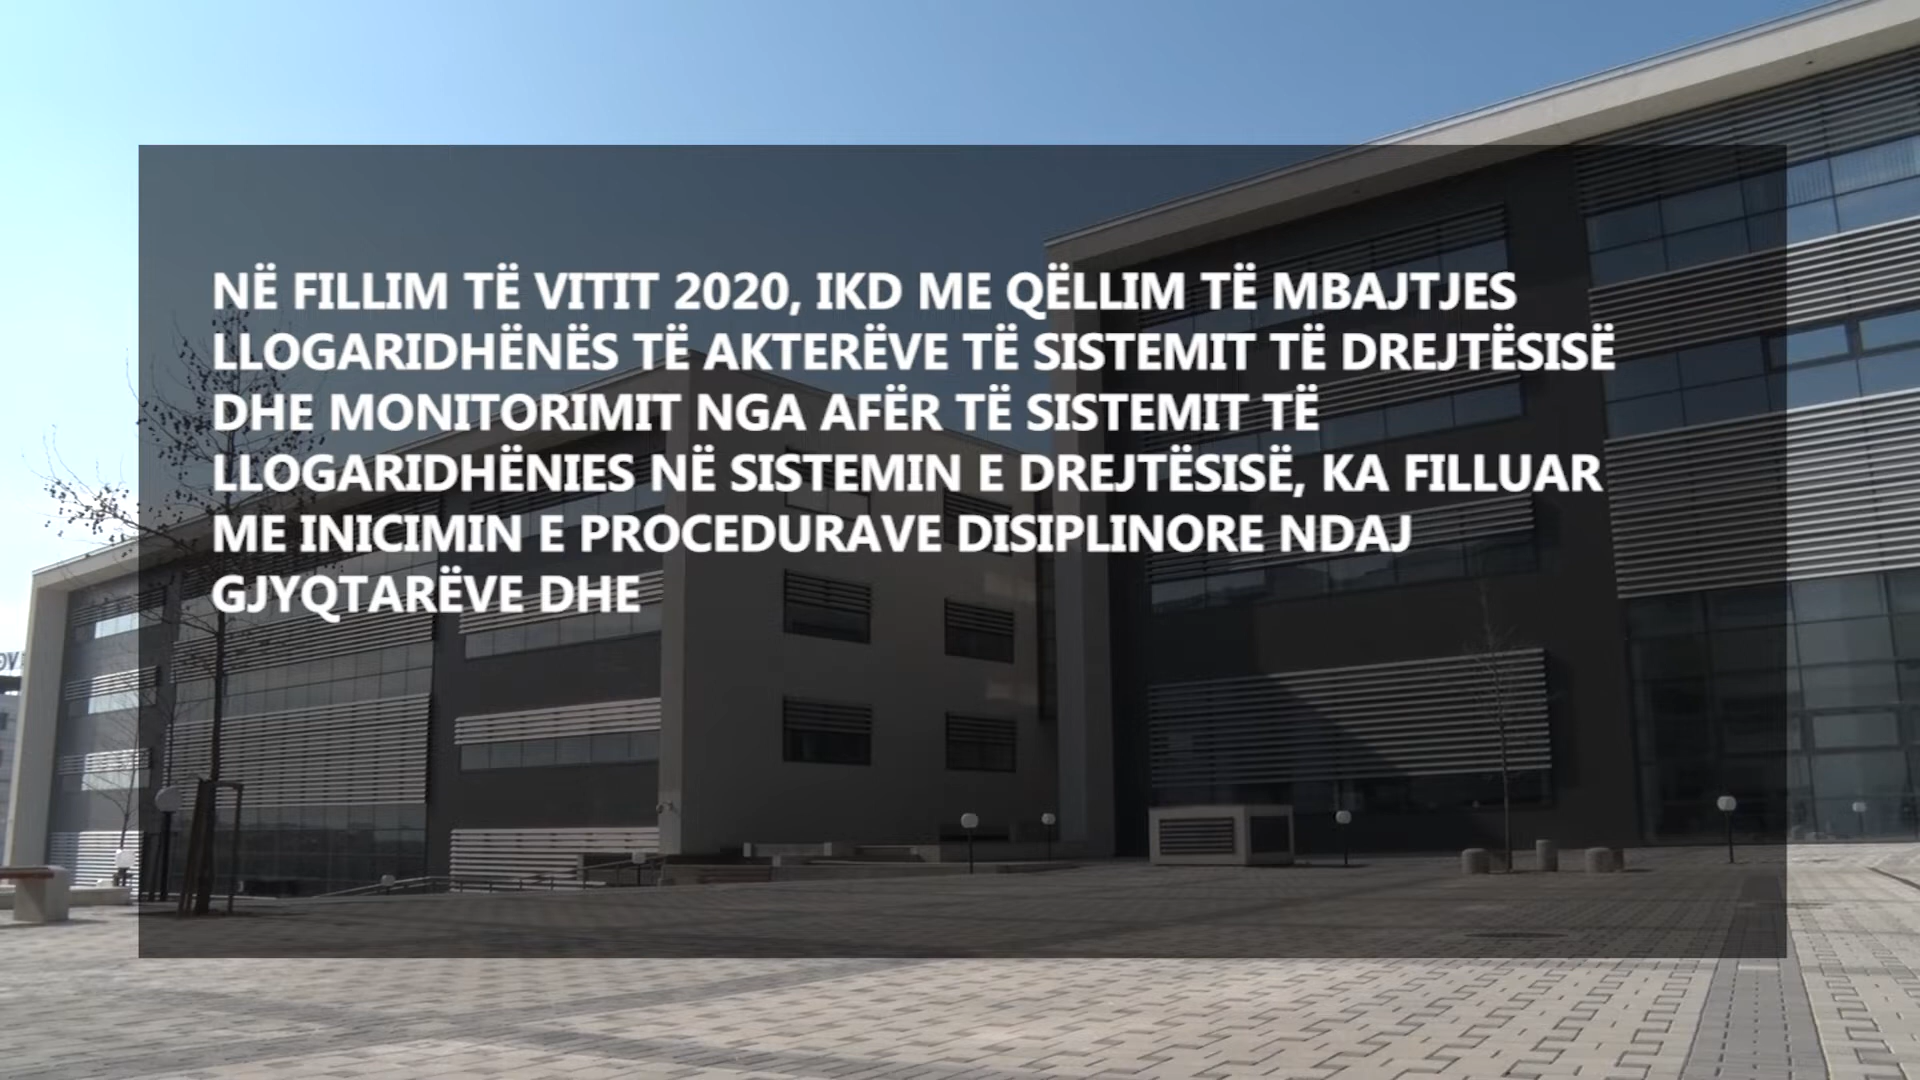 NË FILLIM TË VITIT 2020, IKD ME QËLLIM TË MBAJTJES
LLOGARIDHËNËS TË AKTERËVE TË SISTEMIT TË DREJTËSISË
DHE MONITORIMIT NGA AFËR TË SISTEMIT TË
LLOGARIDHËNIES NË SISTEMIN E DREJTËSISË, KA FILLUAR
ME INICIMIN E PROCEDURAVE DISIPLINORE NDAJ
GJYQTARËVE DHE